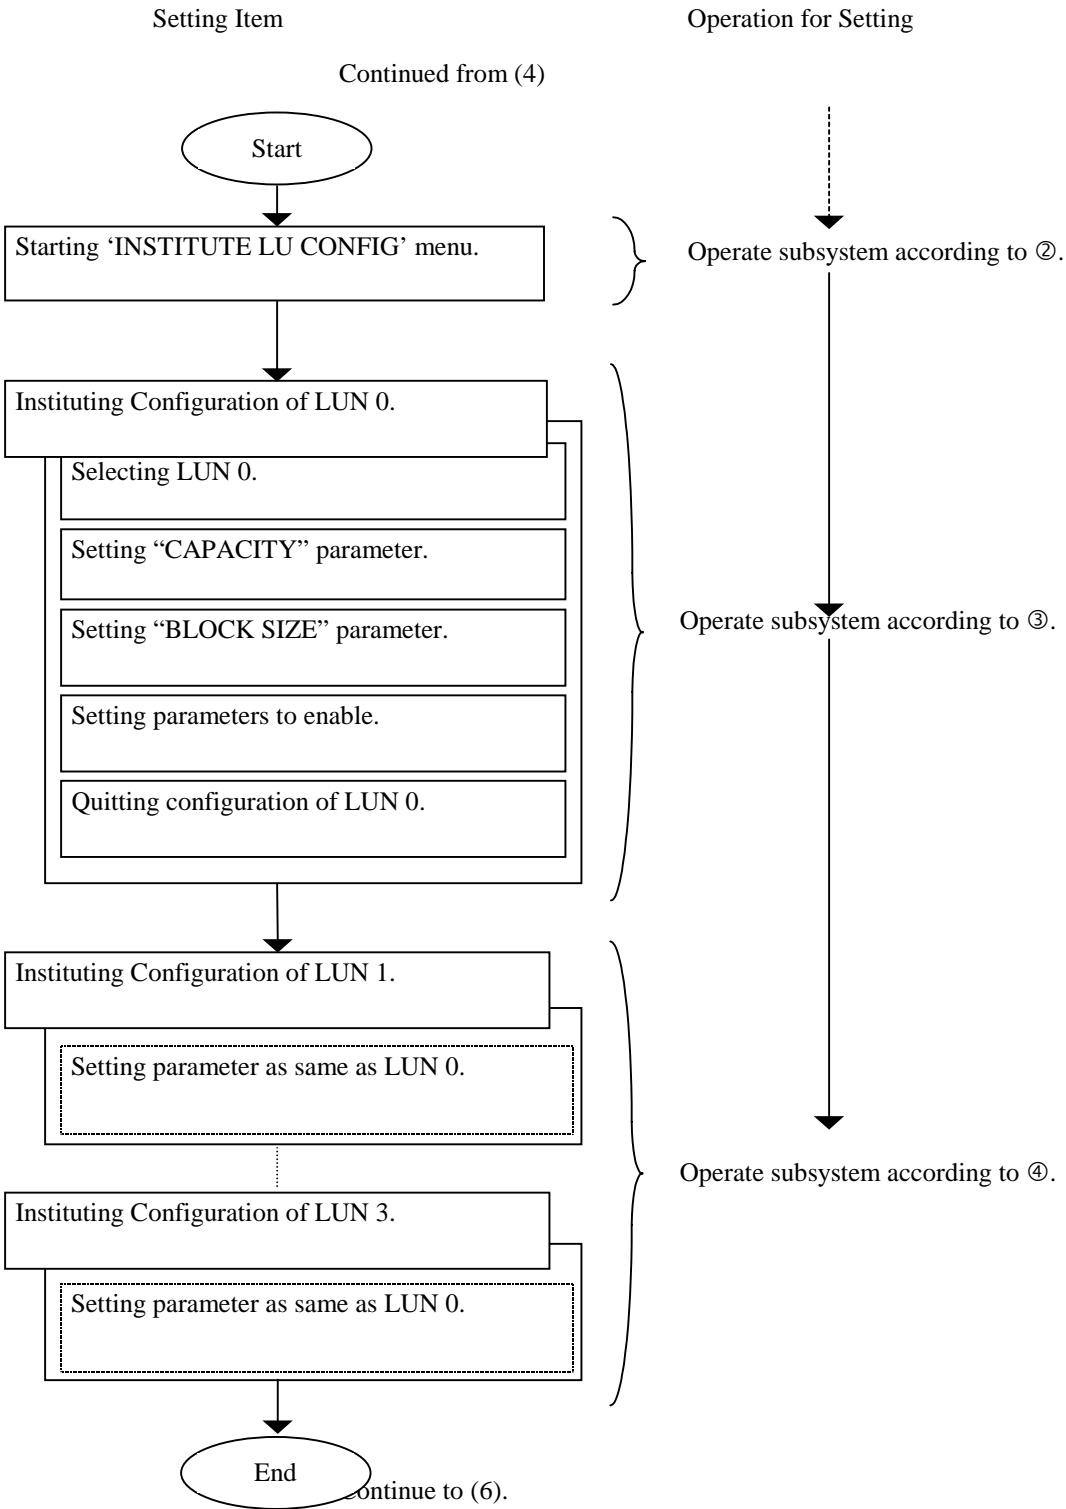 Setting Item
Operation for Setting
Continued from (4)
Start
Starting ‘INSTITUTE LU CONFIG’ menu.
Operate subsystem according to ②.
Instituting Configuration of LUN 0.
Selecting LUN 0.
Setting “CAPACITY” parameter.
Setting “BLOCK SIZE” parameter.
Operate subsystem according to ③.
Setting parameters to enable.
Quitting configuration of LUN 0.
Instituting Configuration of LUN 1.
Setting parameter as same as LUN 0.
Operate subsystem according to ④.
Instituting Configuration of LUN 3.
Setting parameter as same as LUN 0.
End
Continue to (6).